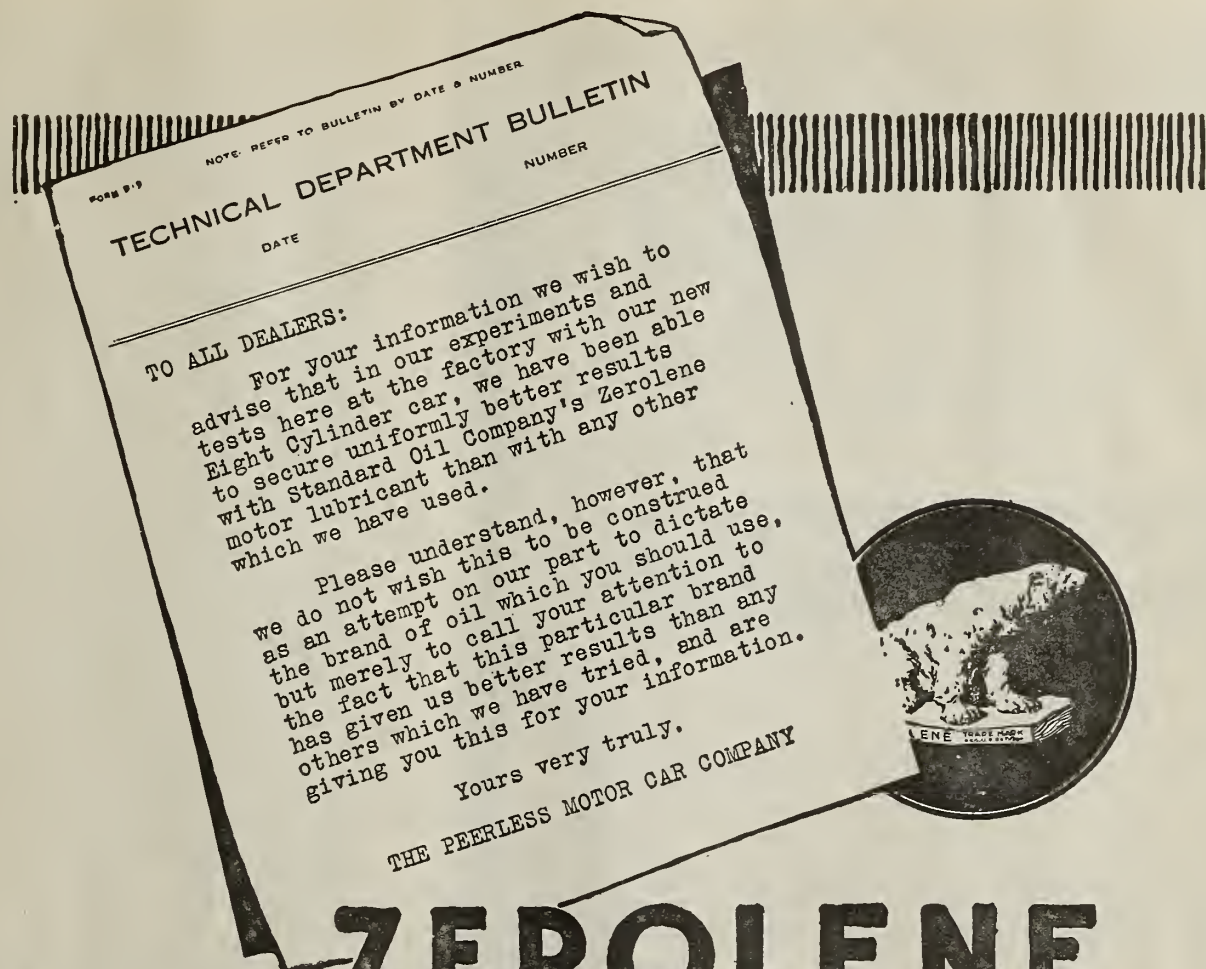 NOTE: REFER TO BULLETIN BY DATE & NUMBER
TECHNICAL DEPARTMENT BULLETIN
DATE
NUMBER
TO ALL DEALERS:
For your information we wish to
advise that in our experiments and
tests here at the factory with our new
Eight Cylinder car, we have been able
to secure uniformly better results
with Standard Oil Company's Zerolene
motor lubricant than with any other
which we have used.
Please understand, however, that
we do not wish this to be construed
as an attempt on our part to dictate
the brand of oil which you should use,
but merely to call your attention to
the fact that this particular brand
has given us better results than any
others which we have tried, and are
giving you this for your information.
Yours very truly.
THE PEERLESS MOTOR CAR COMPANY
LENE TRADE MARK
ZEROLENE